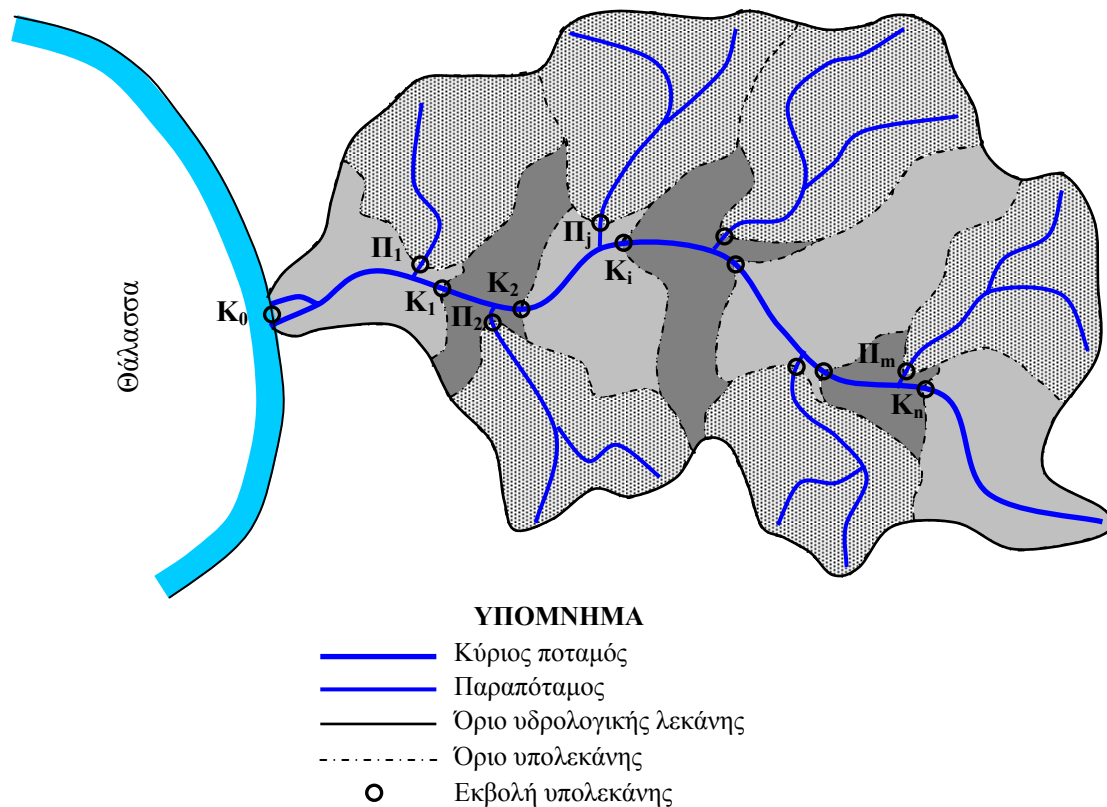 Θάλασσα
Κ0
Π1
Κ1
Κ2
Π2
Πj
Κi
Πm
Κn
ΥΠΟΜΝΗΜΑ
Κύριος ποταμός
Παραπόταμος
Όριο υδρολογικής λεκάνης
Όριο υπολεκάνης
Εκβολή υπολεκάνης